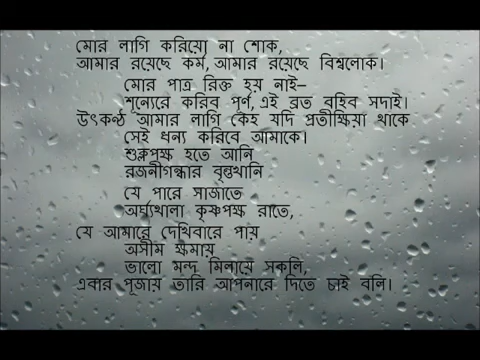 মোর লাগি করিয়ো না শোক,
আমার রয়েছে কর্ম, আমার রয়েছে বিশ্বলোক।
মোর পাত্র রিক্ত হয় নাই–
শূন্যেরে করিব পূর্ণ, এই ব্রত বহিব সদাই।
উৎকণ্ঠ আমার লাগি কেহ যদি প্রতীক্ষিয়া থাকে
সেই ধন্য করিবে আমাকে।
শুক্লপক্ষ হতে আনি
রজনীগন্ধার বৃন্তখানি
যে পারে সাজাতে
অর্ঘ্যথালা কৃষ্ণপক্ষ রাতে,
যে আমারে দেখিবারে পায়
অসীম ক্ষমায়
ভালো মন্দ মিলায়ে সকলি,
এবার পূজায় তারি আপনারে দিতে চাই বলি।